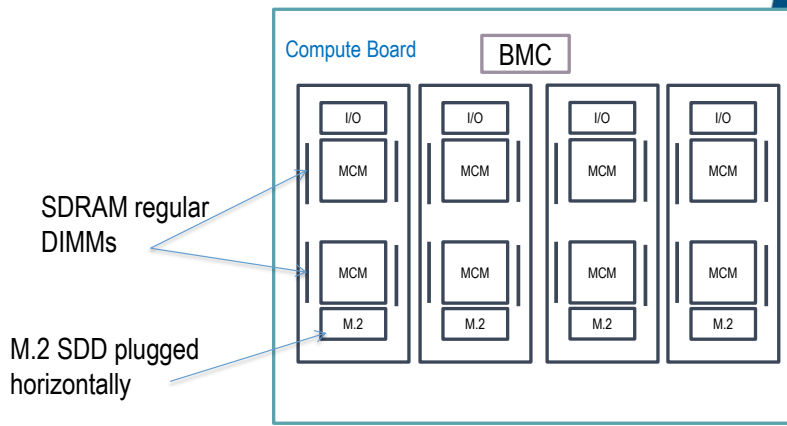 Compute Board
BMC
I/O
I/O
I/O
I/O
MCM
MCM
MCM
MCM
SDRAM regular
DIMMs
MCM
MCM
MCM
MCM
M.2
M.2
M.2
M.2
M.2 SDD plugged
horizontally